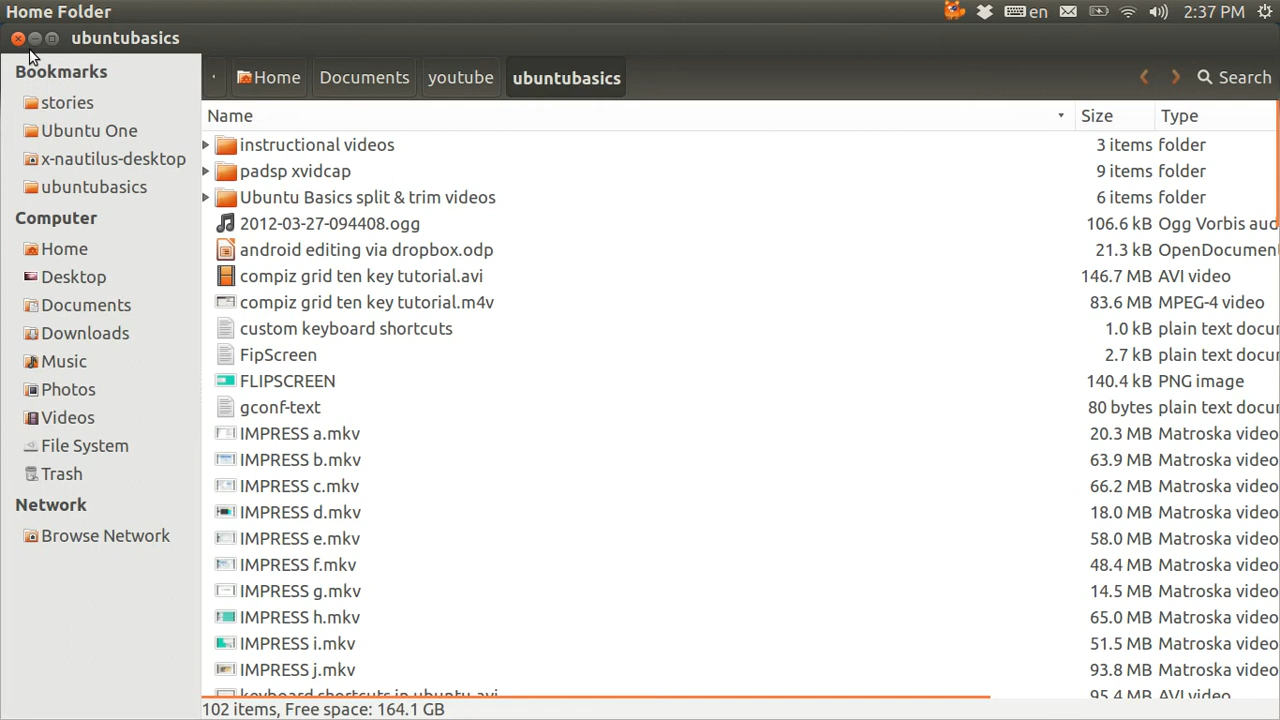 Home Folder
en
2:37 PM
ubuntubasics
Bookmarks
stories
Ubuntu One
x-nautilus-desktop
ubuntubasics
Computer
Home
Desktop
Documents
Downloads
Music
Photos
Videos
File System
Trash
Network
Browse Network
Home Documents youtube ubuntubasics Search
Name Size Type
instructional videos 3 items folder
padsp xvidcap 9 items folder
Ubuntu Basics split & trim videos 6 items folder
2012-03-27-094408.ogg 106.6 kB Ogg Vorbis aud
android editing via dropbox.odp 21.3 kB OpenDocumen
compiz grid ten key tutorial.avi 146.7 MB AVI video
compiz grid ten key tutorial.m4v 83.6 MB MPEG-4 video
custom keyboard shortcuts 1.0 kB plain text docu
FipScreen 2.7 kB plain text docu
FLIPSCREEN 140.4 kB PNG image
gconf-text 80 bytes plain text docu
IMPRESS a.mkv 20.3 MB Matroska video
IMPRESS b.mkv 63.9 MB Matroska video
IMPRESS c.mkv 66.2 MB Matroska video
IMPRESS d.mkv 18.0 MB Matroska video
IMPRESS e.mkv 58.0 MB Matroska video
IMPRESS f.mkv 48.4 MB Matroska video
IMPRESS g.mkv 14.5 MB Matroska video
IMPRESS h.mkv 65.0 MB Matroska video
IMPRESS i.mkv 51.5 MB Matroska video
IMPRESS j.mkv 93.8 MB Matroska video
keyboard shortcuts in ubuntu.avi 95.4 MB AVI video
102 items, Free space: 164.1 GB